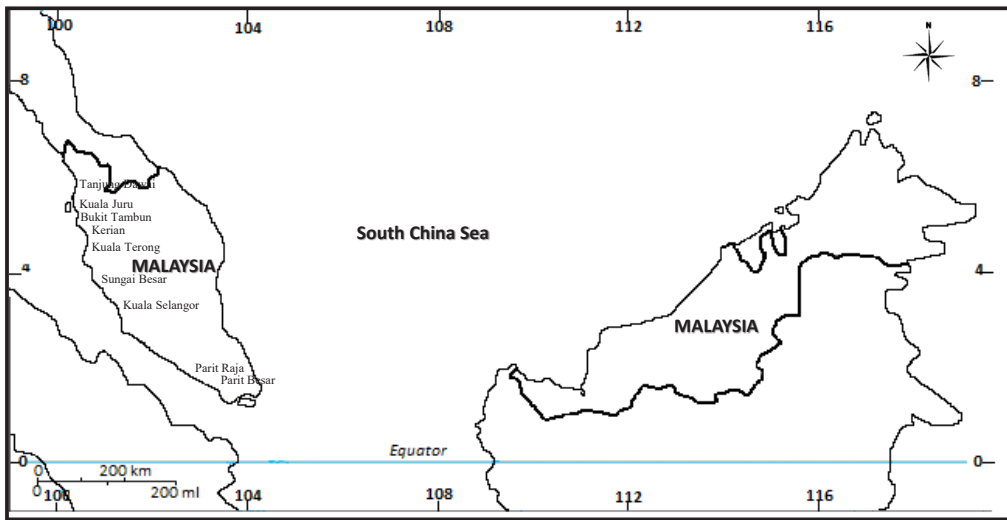 100
104
108
112
116
N
8
8
Tanjung Dawai
Kuala Juru
Bukit Tambun
Kerian
Kuala Terong
South China Sea
MALAYSIA
4
4
Sungai Besar
Kuala Selangor
MALAYSIA
Parit Raja
Parit Besar
Equator
0
0
0 200 km
0 200 ml
100
104
108
112
116